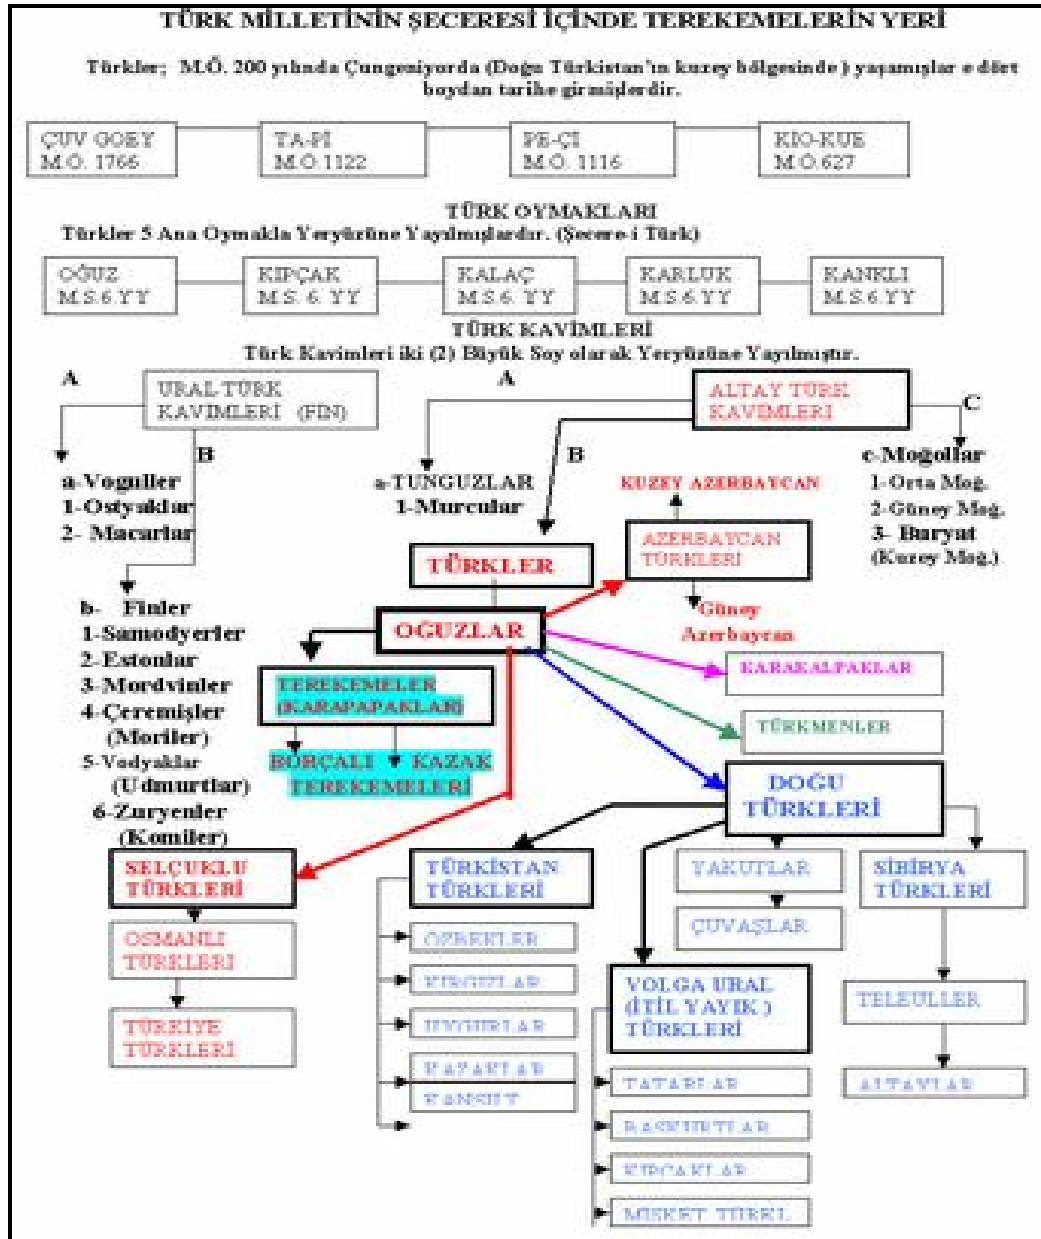 TÜRK MİLLETİNİN ŞECERESİ İÇİNDE TEREKEMELERİN YERİ
Türkler; M.Ö. 200 yılında Çungeniyorda (Doğu Türkistan'ın kuzey bölgesinde ) yaşamışlar e dört
boydan tarihe girmişlerdir.
ÇUV GOEY
M.Ö. 1766
TA-Pİ
M.Ö.1122
PE-Çİ
M.Ö. 1116
KİO-KUE
M.Ö.627
TÜRK OYMAKLARI
Türkler 5 Ana Oymakla Yeryüzüne Yayılmışlardır. (Şecere-i Türk)
OĞUZ
M.S.6.YY
KIPÇAK
M.S. 6. YY
KALAÇ
M.S.6.YY
KARLUK
M.S.6.YY
KANKLI
M.S.6.YY
TÜRK KAVİMLERİ
Türk Kavimleri iki (2) Büyük Soy olarak Yeryüzüne Yayılmıştır.
A
URAL TÜRK
KAVİMLERİ (FİN)
B
A
ALTAY TÜRK
KAVİMLERİ
C
B
a-Voguller
1-Ostyaklar
2- Macarlar
a-TUNGUZLAR
1-Murcular
c-Moğollar
1-Orta Moğ.
2-Güney Moğ.
3- Buryat
(Kuzey Moğ.)
KUZEY AZERBAYCAN
AZERBAYCAN
TÜRKLERİ
Güney
Azerbaycan
TÜRKLER
OĞUZLAR
b- Finler
1-Samodyerler
2-Estonlar
3-Mordvinler
4-Çeremişler
(Moriler)
5-Vodyaklar
(Udmurtlar)
6-Zuryenler
(Komiler)
TEREKEMELER
(KARAPAPAKLAR)
BORÇALI KAZAK
TEREKEMELERİ
KARAKALPAKLAR
TÜRKMENLER
DOĞU
TÜRKLERİ
SELÇUKLU
TÜRKLERİ
OSMANLI
TÜRKLERİ
TÜRKİYE
TÜRKLERİ
TÜRKİSTAN
TÜRKLERİ
ÖZBEKLER
KIRGIZLAR
UYGURLAR
KAZAKLAR
YAKUTLAR
ÇUVAŞLAR
SİBİRYA
TÜRKLERİ
TELEÜLLER
ALTAYLAR
VOLGA URAL
(İTİL YAYIK )
TÜRKLERİ
TATARLAR
BAŞKURTLAR
KIPÇAKLAR
MİSKET TÜRKL.